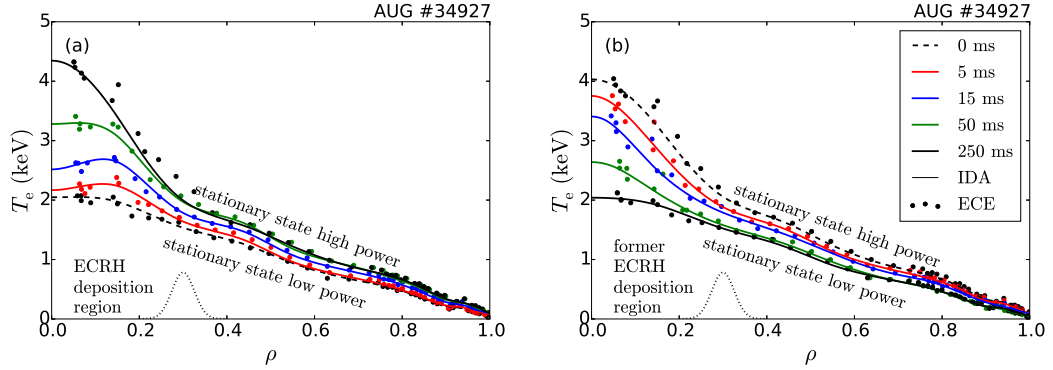 AUG #34927
(a)
5
4
3
2
1
0
T_e (keV)
stationary state high power
stationary state low power
ECRH
deposition
region
0.0 0.2 0.4 0.6 0.8 1.0
ρ
AUG #34927
(b)
5
4
3
2
1
0
T_e (keV)
0 ms
5 ms
15 ms
50 ms
250 ms
IDA
ECE
stationary state high power
stationary state low power
former
ECRH
deposition
region
0.0 0.2 0.4 0.6 0.8 1.0
ρ